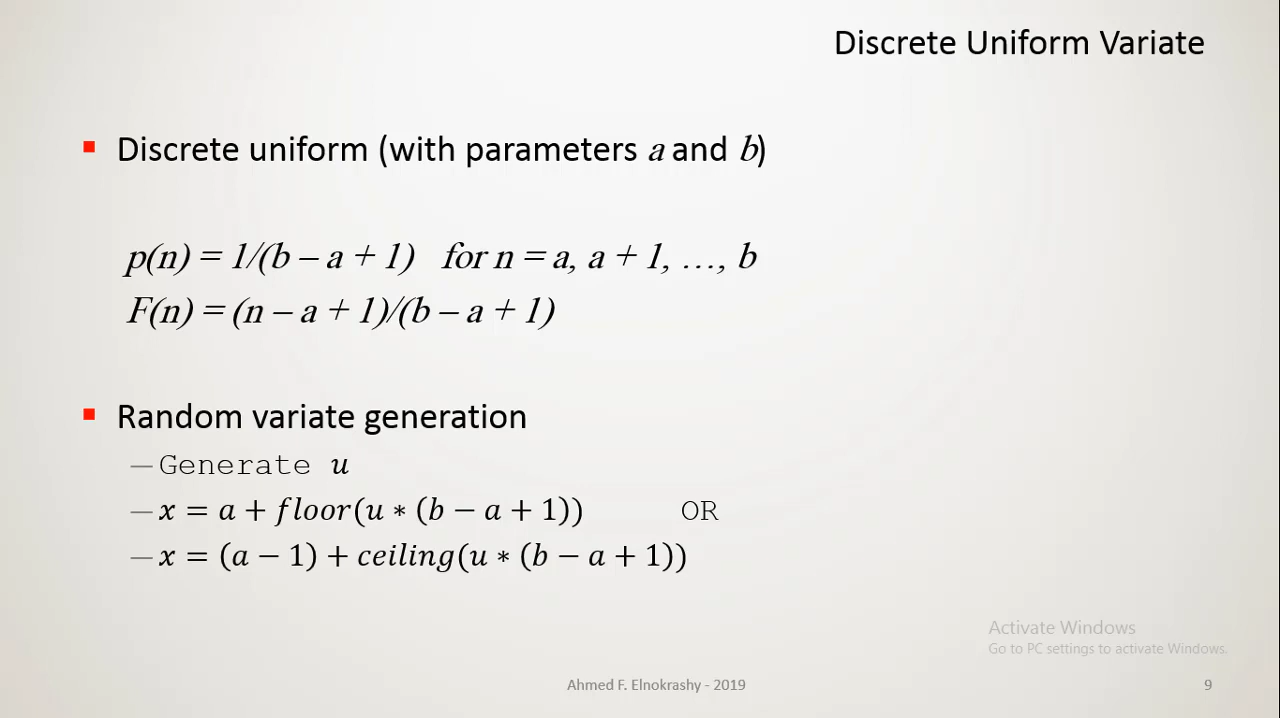 Discrete Uniform Variate
▪ Discrete uniform (with parameters a and b)
p(n) = 1/(b – a + 1) for n = a, a + 1, …, b
F(n) = (n – a + 1)/(b – a + 1)
▪ Random variate generation
— Generate u
— x = a + floor(u ∗ (b − a + 1)) OR
— x = (a − 1) + ceiling(u ∗ (b − a + 1))
Activate Windows
Go to PC settings to activate Windows.
Ahmed F. Elnokrashy - 2019
9